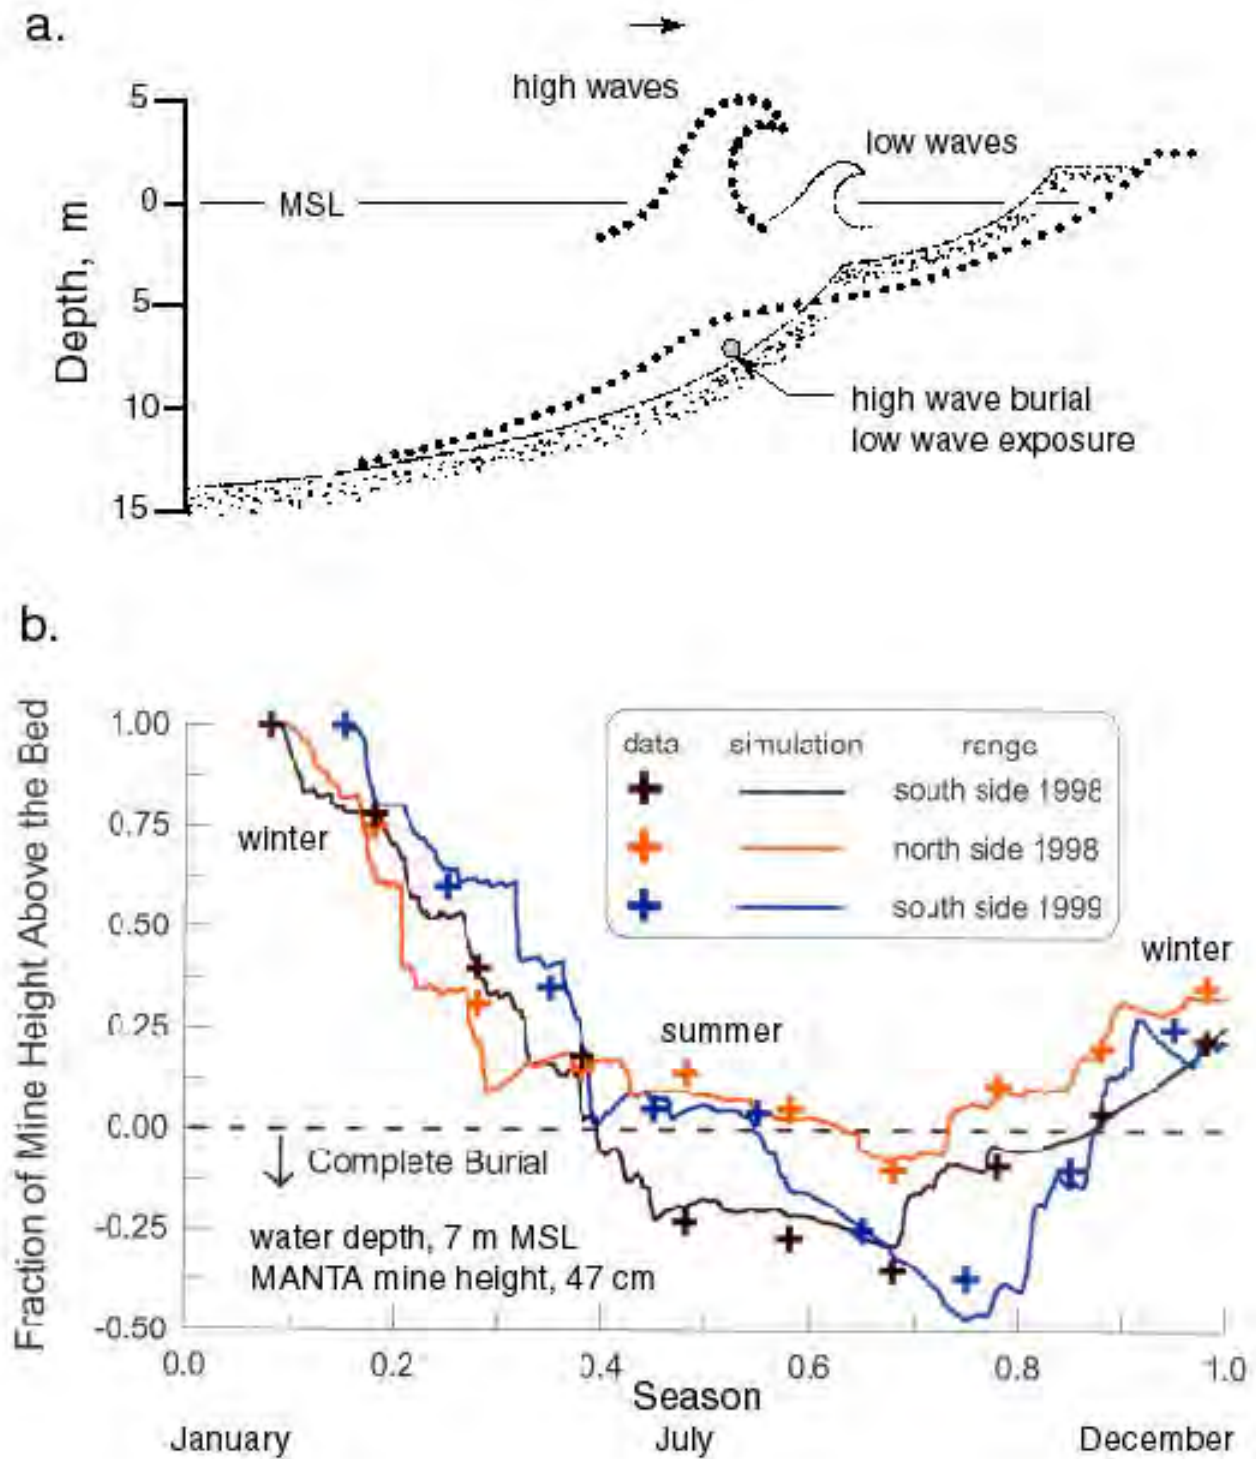 a.
high waves
low waves
5
0
5
10
15
Depth, m
MSL
high wave burial
low wave exposure
b.
Fraction of Mine Height Above the Bed
1.00
0.75
0.50
0.25
0.00
-0.25
-0.50
data simulation range
south side 1998
north side 1998
south side 1999
winter
summer
winter
Complete Burial
water depth, 7 m MSL
MANTA mine height, 47 cm
0.0 0.2 0.4 0.6 0.8 1.0
Season
January July December